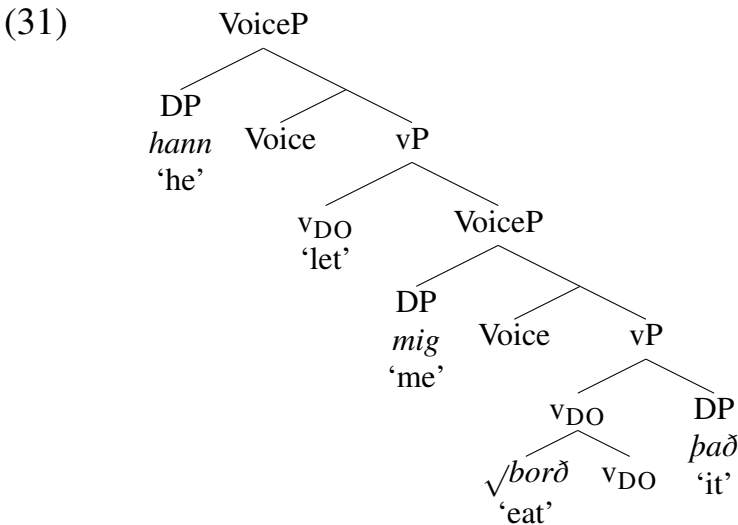 (31) VoiceP
DP
hann Voice vP
‘he’
vDO VoiceP
‘let’
DP
mig Voice vP
‘me’
vDO DP
það
√borð vDO ‘it’
‘eat’